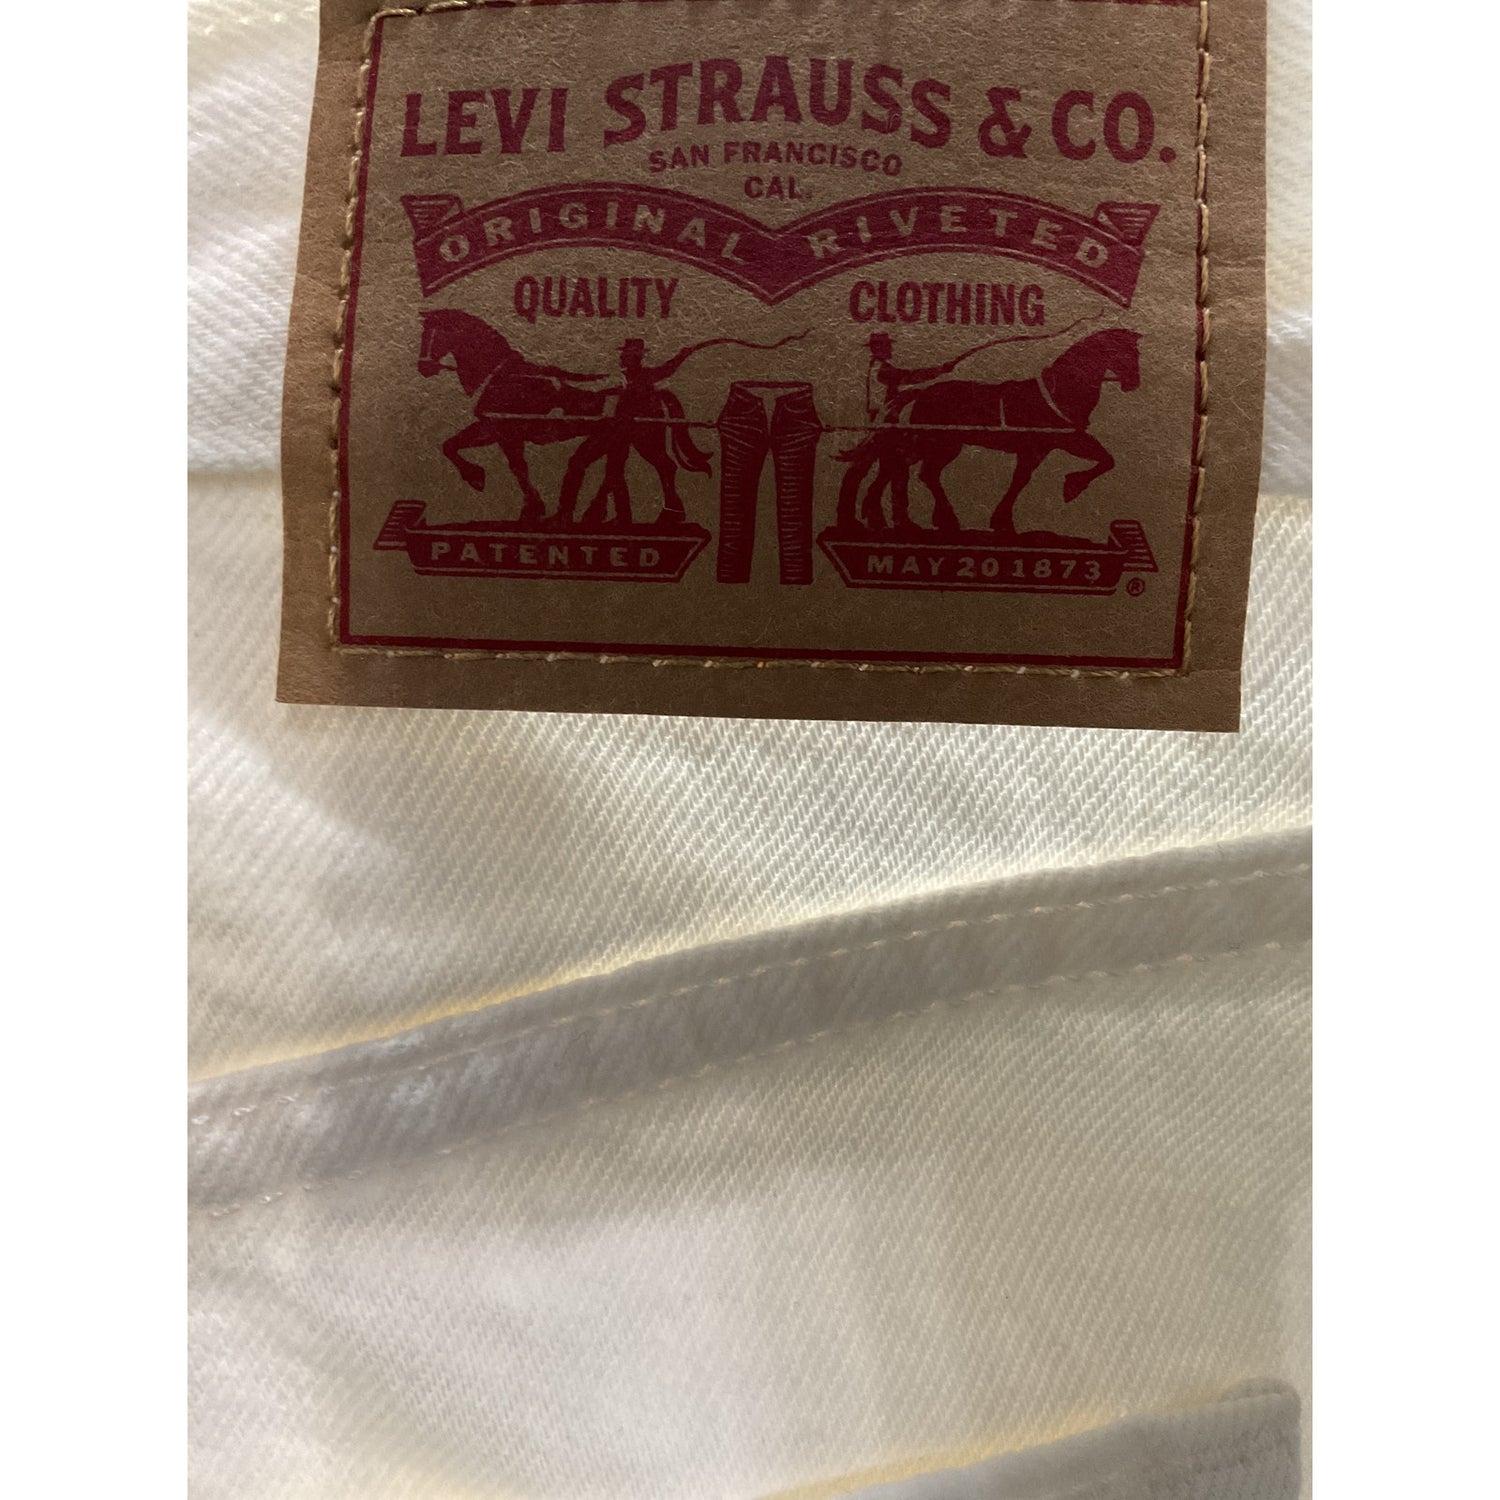 LEVI STRAUSS & CO.
SAN FRANCISCO
CAL.
ORIGINAL RIVETED
QUALITY CLOTHING
PATENTED MAY 20 1873 ®